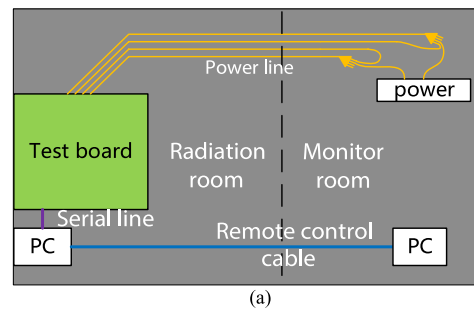 Power line
power
Test board
Radiation
room
Monitor
room
Serial line
PC
Remote control
cable
PC
(a)